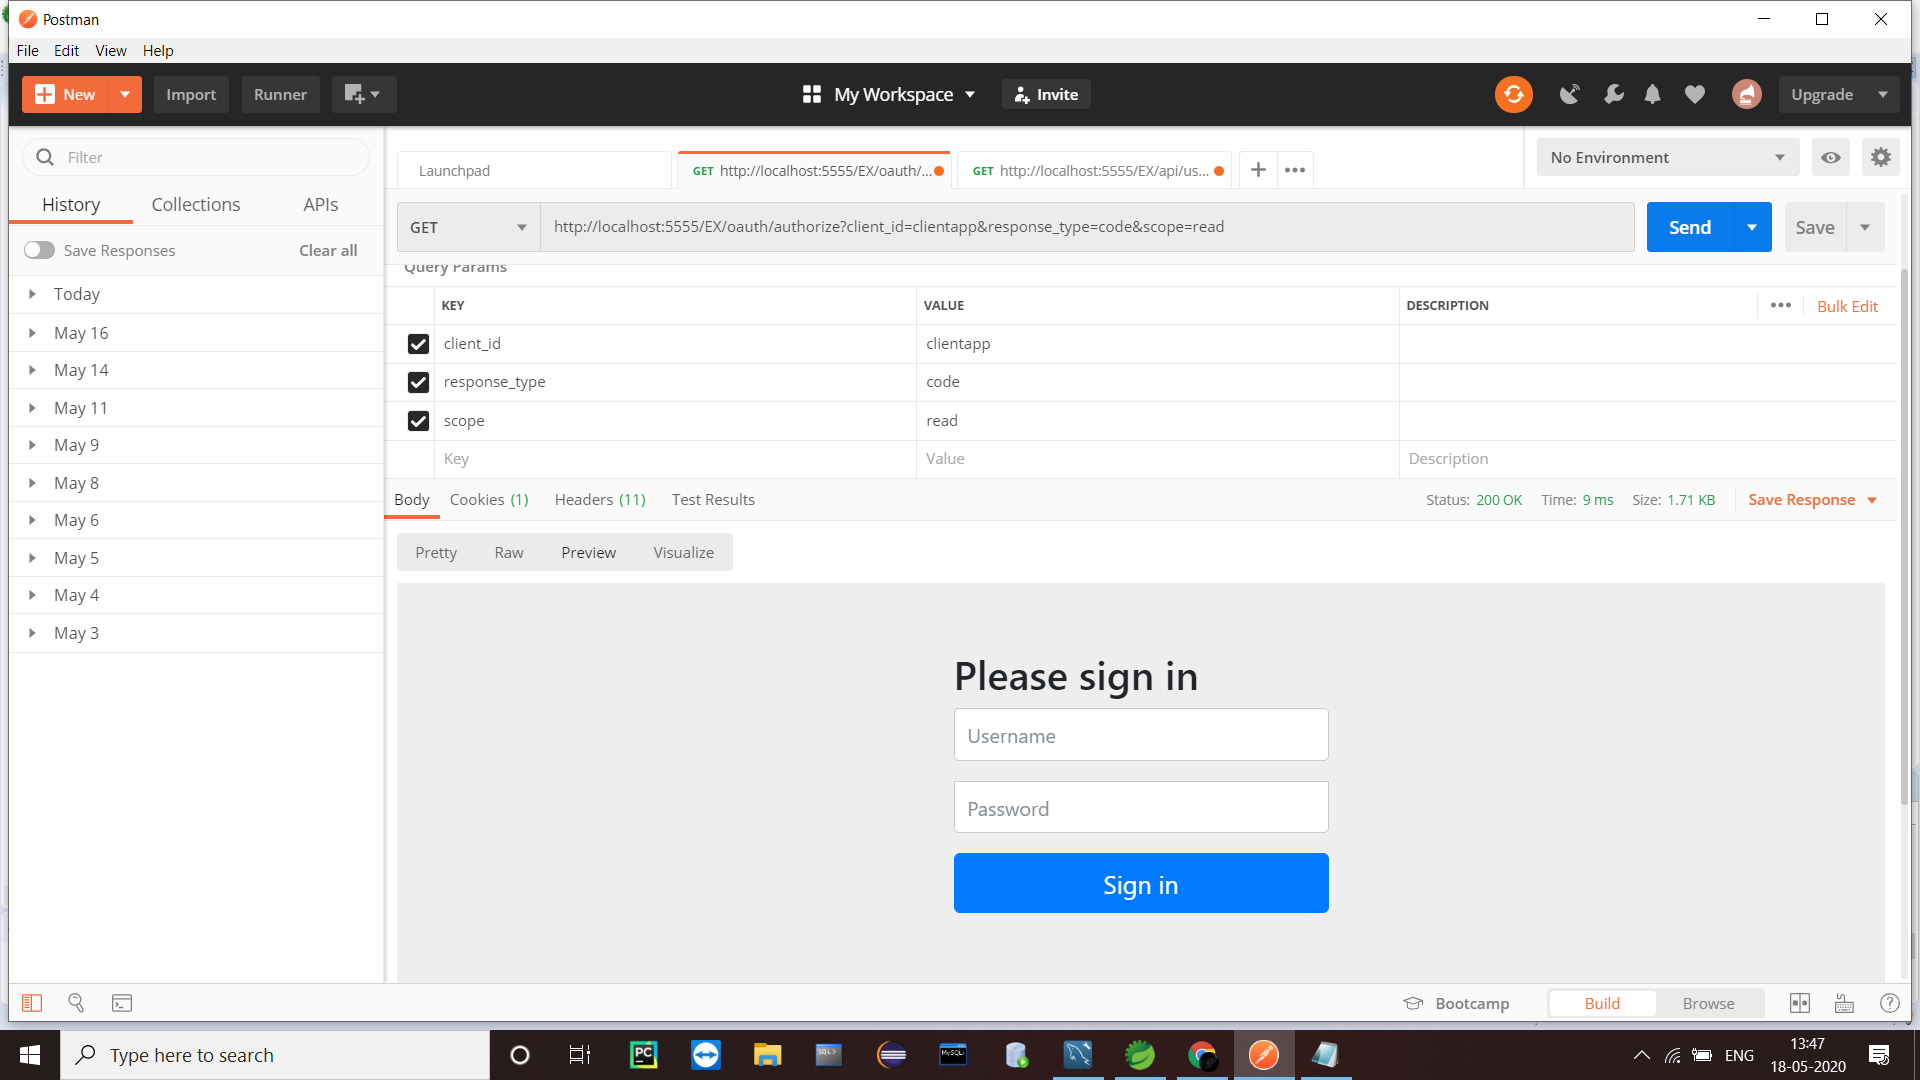 Postman
File Edit View Help
New Import Runner My Workspace Invite Upgrade
Filter
History Collections APIs
Save Responses Clear all
Today
May 16
May 14
May 11
May 9
May 8
May 6
May 5
May 4
May 3
Launchpad GET http://localhost:5555/EX/oauth/... GET http://localhost:5555/EX/api/us... No Environment
GET http://localhost:5555/EX/oauth/authorize?client_id=clientapp&response_type=code&scope=read Send Save
Query Params
KEY VALUE DESCRIPTION Bulk Edit
client_id clientapp
response_type code
scope read
Key Value Description
Body Cookies (1) Headers (11) Test Results Status: 200 OK Time: 9 ms Size: 1.71 KB Save Response
Pretty Raw Preview Visualize
Please sign in
Username
Password
Sign in
Bootcamp Build Browse
Type here to search PC SQL> MySQL ENG 13:47
18-05-2020